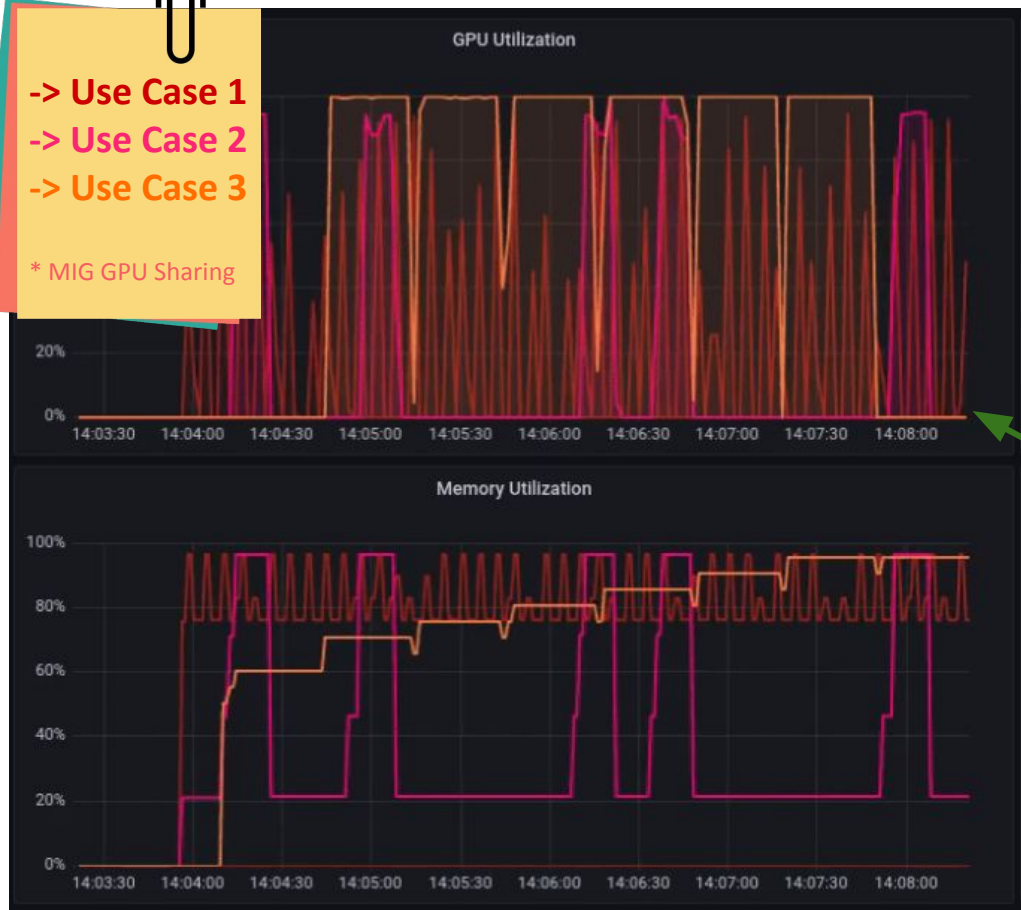 -> Use Case 1
-> Use Case 2
-> Use Case 3
* MIG GPU Sharing
GPU Utilization
20%
0%
14:03:30 14:04:00 14:04:30 14:05:00 14:05:30 14:06:00 14:06:30 14:07:00 14:07:30 14:08:00
Memory Utilization
100%
80%
60%
40%
20%
0%
14:03:30 14:04:00 14:04:30 14:05:00 14:05:30 14:06:00 14:06:30 14:07:00 14:07:30 14:08:00